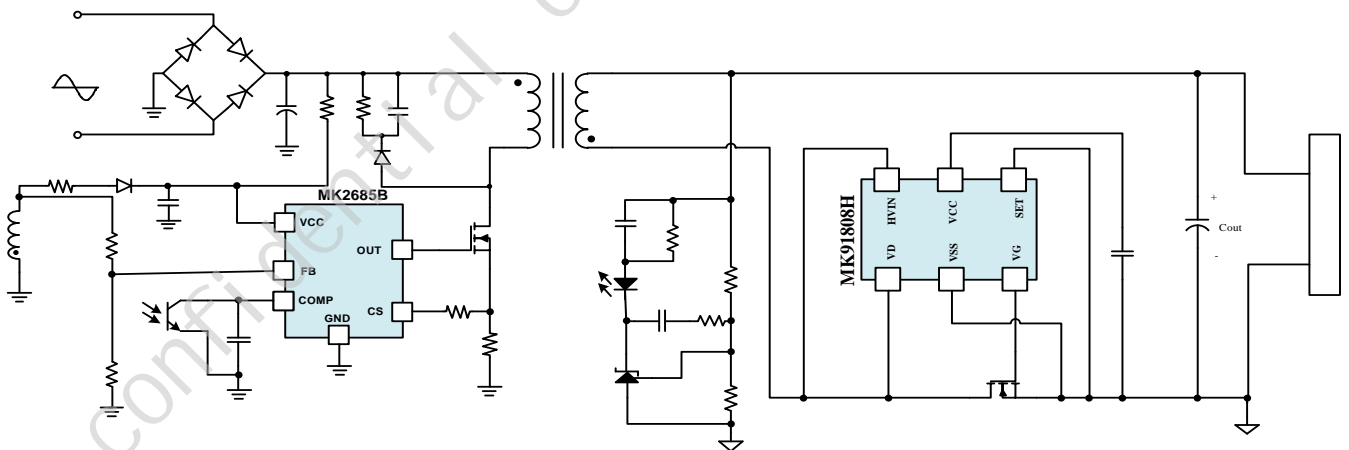 confidential
MK2685B
VCC
OUT
FB
COMP
CS
GND
MK91808H
HVIN
VCC
SET
VD
VSS
VG
+
Cout
-